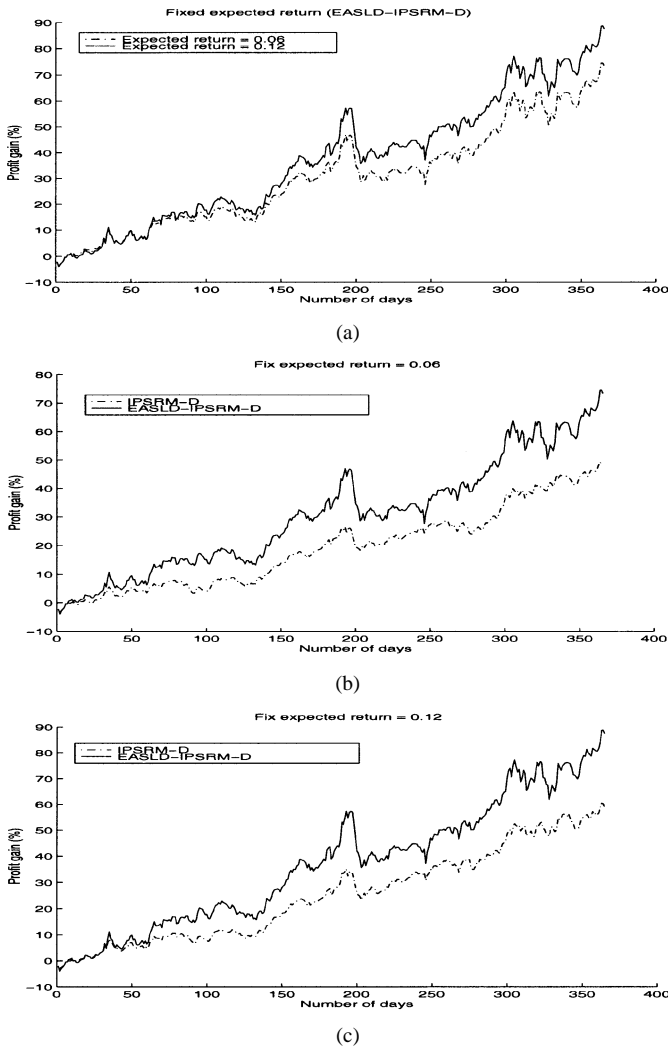 Fixed expected return (EASLD-IPSRM-D)
90
80
70
60
50
40
30
20
10
0
-10
Profit gain (%)
Expected return = 0.06
Expected return = 0.12
0 50 100 150 200 250 300 350 400
Number of days
(a)
Fix expected return = 0.06
80
70
60
50
40
30
20
10
0
-10
Profit gain (%)
IPSRM-D
EASLD-IPSRM-D
0 50 100 150 200 250 300 350 400
Number of days
(b)
Fix expected return = 0.12
90
80
70
60
50
40
30
20
10
0
-10
Profit gain (%)
IPSRM-D
EASLD-IPSRM-D
0 50 100 150 200 250 300 350 400
Number of days
(c)